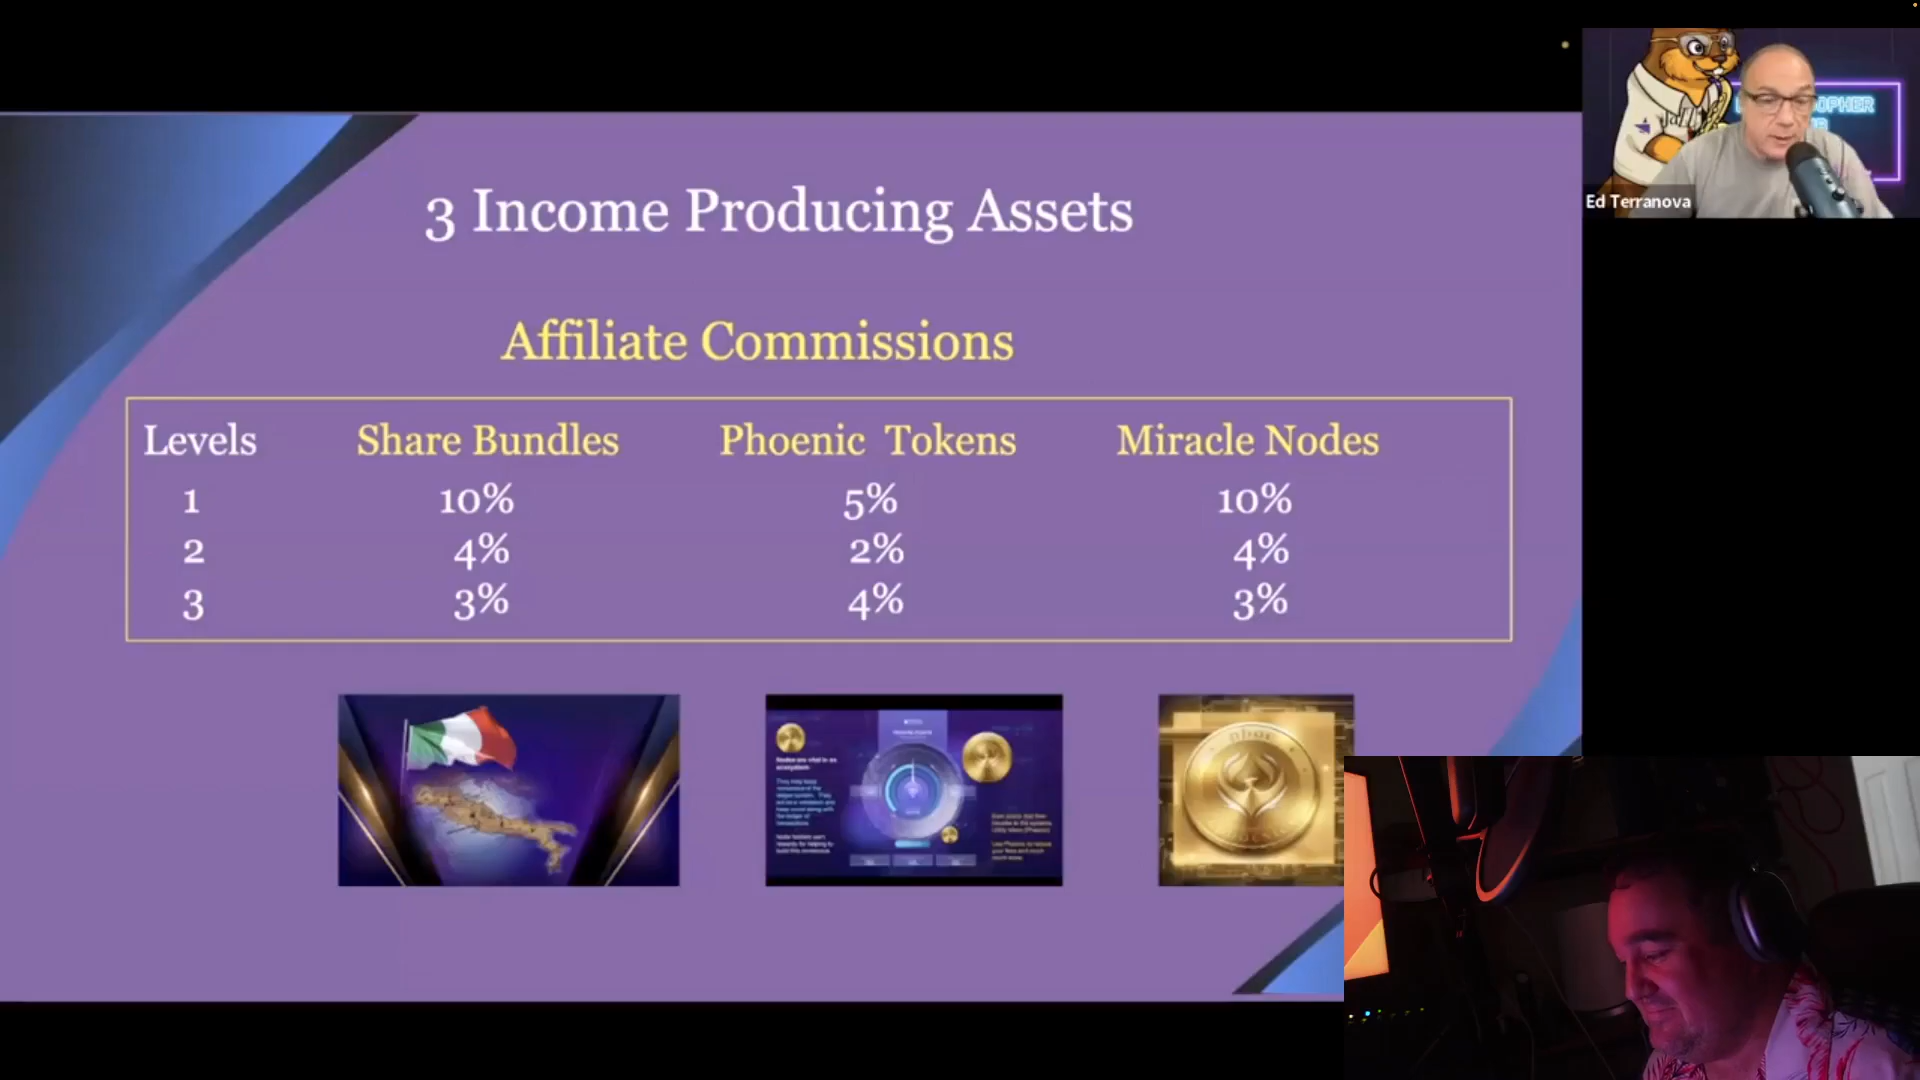 3 Income Producing Assets
Affiliate Commissions
Levels Share Bundles Phoenic Tokens Miracle Nodes
1 10% 5% 10%
2 4% 2% 4%
3 3% 4% 3%
Ed Terranova